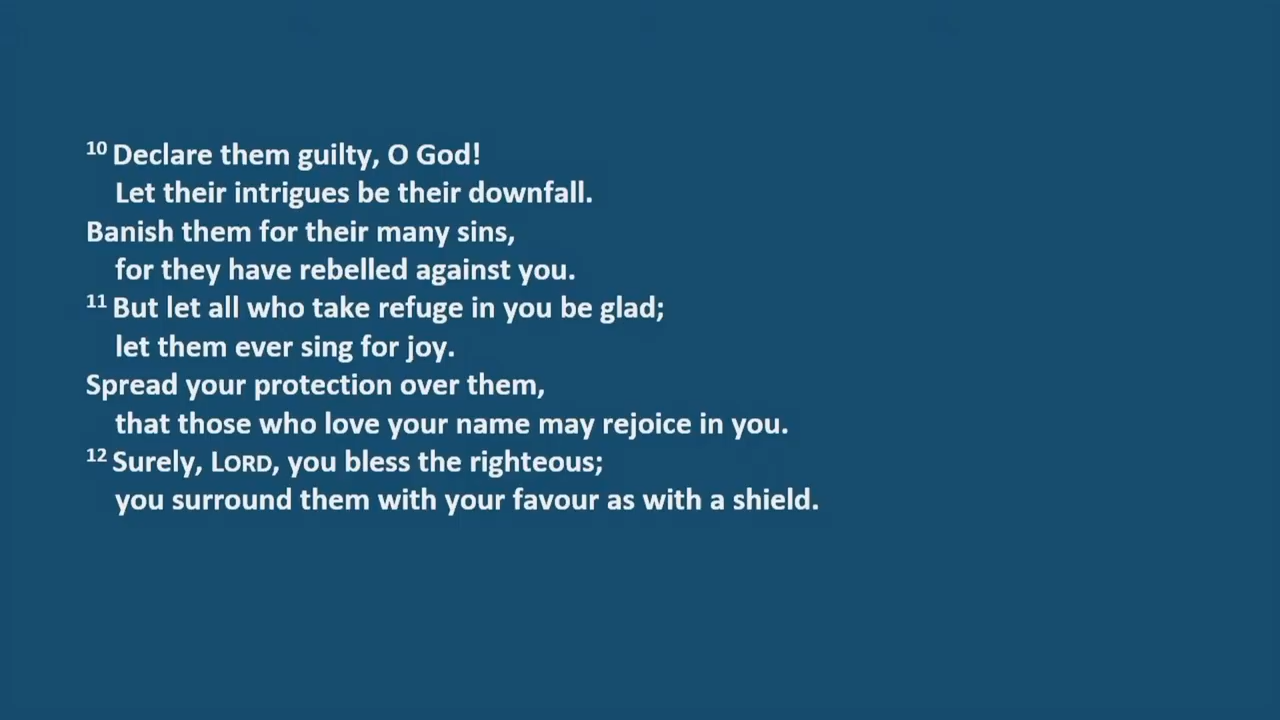 10 Declare them guilty, O God!
Let their intrigues be their downfall.
Banish them for their many sins,
for they have rebelled against you.
11 But let all who take refuge in you be glad;
let them ever sing for joy.
Spread your protection over them,
that those who love your name may rejoice in you.
12 Surely, LORD, you bless the righteous;
you surround them with your favour as with a shield.